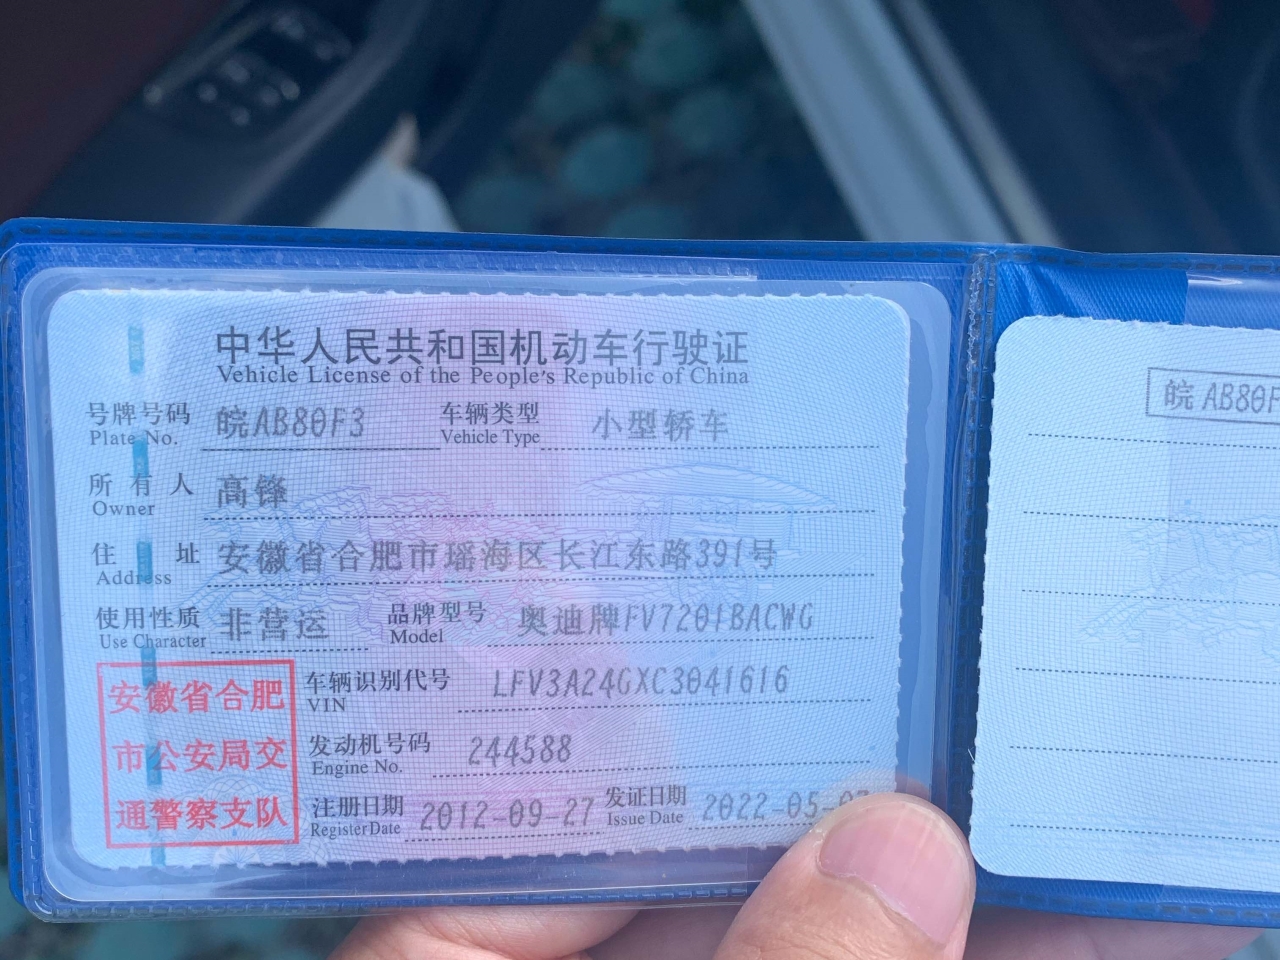 中华人民共和国机动车行驶证
Vehicle License of the People's Republic of China
号牌号码 皖AB80F3 车辆类型 小型轿车
Plate No. Vehicle Type
所有人 高锋
Owner
住址 安徽省合肥市瑶海区长江东路391号
Address
使用性质 非营运 品牌型号 奥迪牌FV7201BACWG
Use Character Model
车辆识别代号 LFV3A24GXC3041616
VIN
发动机号码 244588
Engine No.
注册日期 2012-09-27 发证日期 2022-05-
Register Date Issue Date
安徽省合肥
市公安局交
通警察支队
皖AB80F